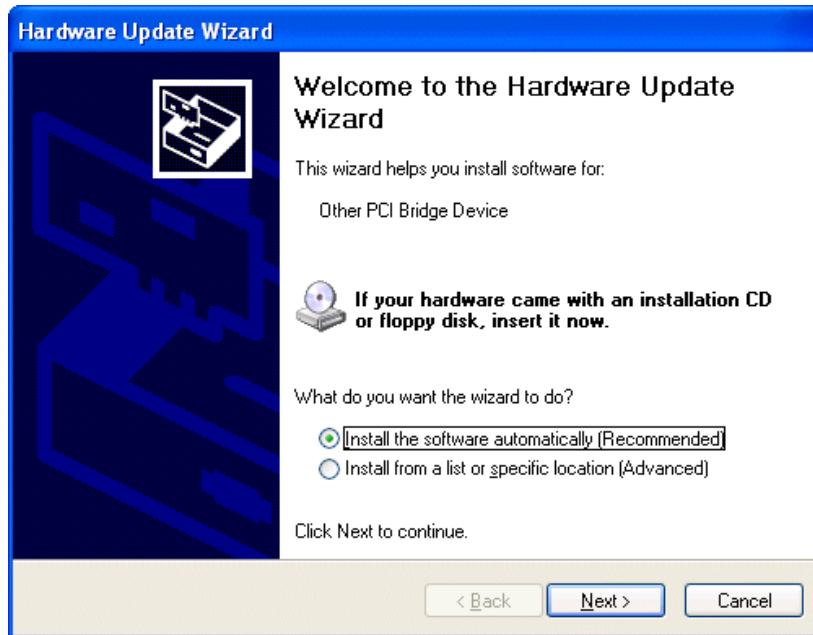 Hardware Update Wizard
Welcome to the Hardware Update
Wizard
This wizard helps you install software for:
Other PCI Bridge Device
If your hardware came with an installation CD
or floppy disk, insert it now.
What do you want the wizard to do?
Install the software automatically (Recommended)
Install from a list or specific location (Advanced)
Click Next to continue.
< Back
Next >
Cancel